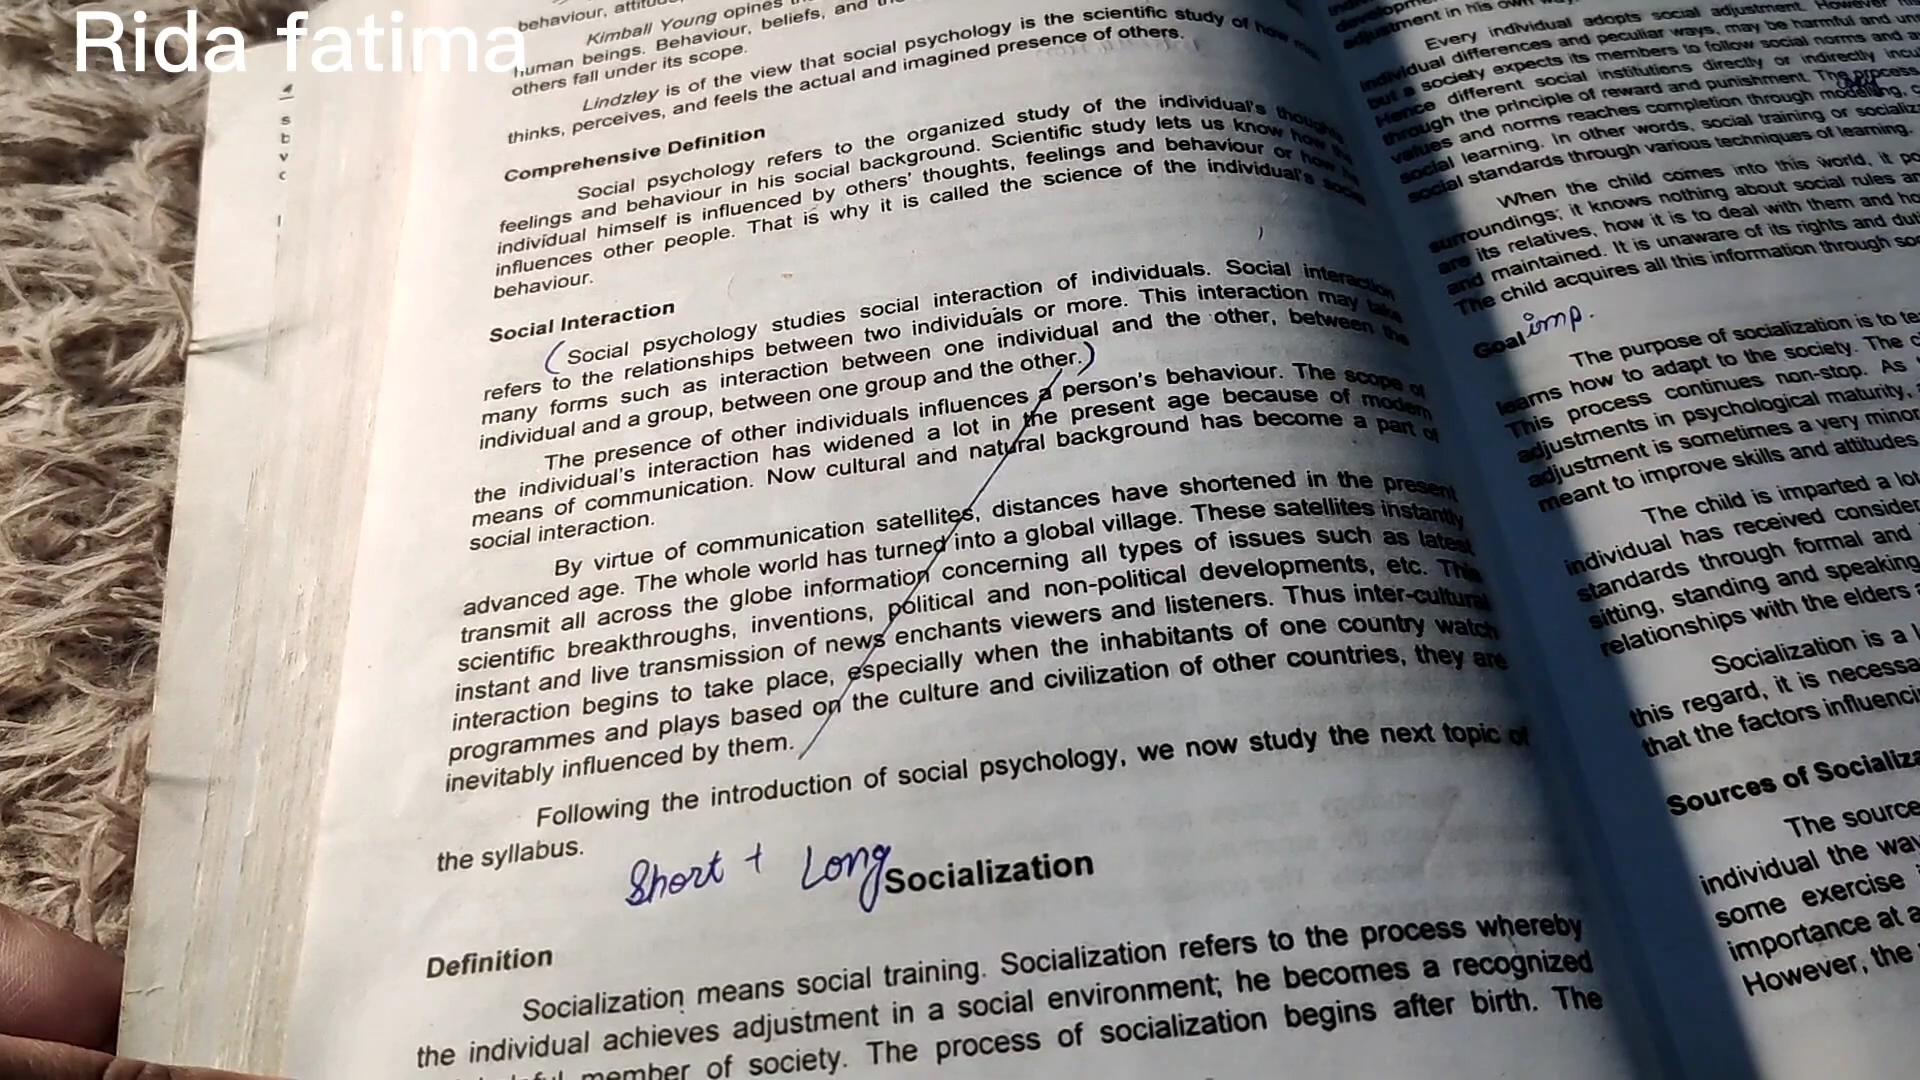 Rida fatima
behaviour,
Kimball Young opines
human beings. Behaviour, beliefs, and
others fall under its scope.
Lindzley is of the view that social psychology is the scientific study of how
thinks, perceives, and feels the actual and imagined presence of others.
Comprehensive Definition
Social psychology refers to the organized study of the individual's thoughts
feelings and behaviour in his social background. Scientific study lets us know how the
individual himself is influenced by others' thoughts, feelings and behaviour or how he
influences other people. That is why it is called the science of the individual's social
behaviour.
Social Interaction
(Social psychology studies social interaction of individuals. Social interaction
refers to the relationships between two individuals or more. This interaction may take
many forms such as interaction between one individual and the other, between the
individual and a group, between one group and the other.)
The presence of other individuals influences a person's behaviour. The scope of
the individual's interaction has widened a lot in the present age because of modern
means of communication. Now cultural and natural background has become a part of
social interaction.
By virtue of communication satellites, distances have shortened in the present
advanced age. The whole world has turned into a global village. These satellites instantly
transmit all across the globe information concerning all types of issues such as latest
scientific breakthroughs, inventions, political and non-political developments, etc. This
instant and live transmission of news enchants viewers and listeners. Thus inter-cultural
interaction begins to take place, especially when the inhabitants of one country watch
programmes and plays based on the culture and civilization of other countries, they are
inevitably influenced by them.
Following the introduction of social psychology, we now study the next topic of
the syllabus.
Short + Long
Socialization
Definition
Socialization means social training. Socialization refers to the process whereby
the individual achieves adjustment in a social environment; he becomes a recognized
member of society. The process of socialization begins after birth. The
adjustment in his own
Every individual adopts social adjustment. However
individual differences and peculiar ways, may be harmful and
but a society expects its members to follow social norms and
Hence different social institutions directly or indirectly
through the principle of reward and punishment. The process
values and norms reaches completion through modelling,
social learning. In other words, social training or
social standards through various techniques of learning.
When the child comes into this world, it
surroundings; it knows nothing about social rules
are its relatives, how it is to deal with them and
and maintained. It is unaware of its rights and
The child acquires all this information through
Goal imp.
The purpose of socialization is to
learns how to adapt to the society. The
This process continues non-stop. As
adjustments in psychological maturity,
adjustment is sometimes a very minor
meant to improve skills and attitudes
The child is imparted a lot
individual has received
standards through formal and
sitting, standing and speaking
relationships with the elders
Socialization is a
this regard, it is
that the factors
Sources of
The source
individual the way
some exercise
importance at
However, the